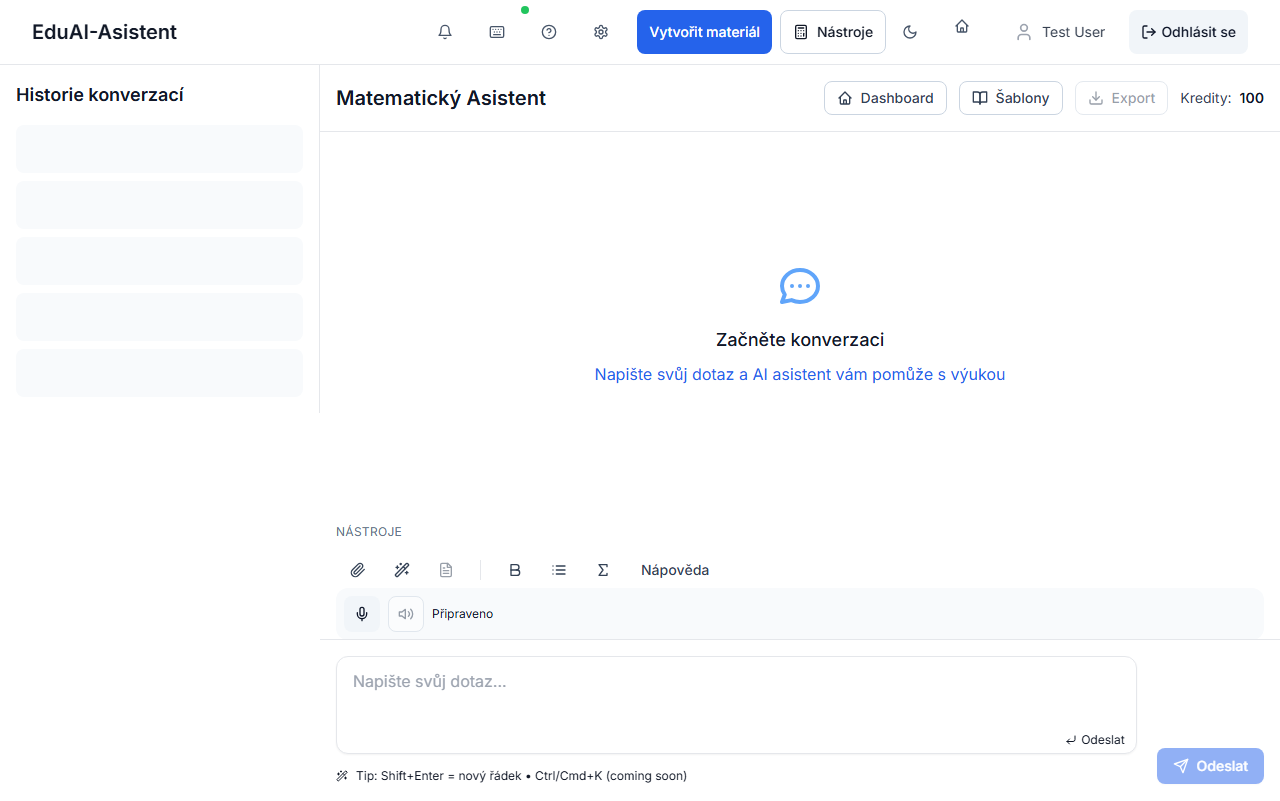 EduAI-Asistent
Vytvořit materiál
Nástroje
Test User
Odhlásit se
Historie konverzací
Matematický Asistent
Dashboard
Šablony
Export
Kredity: 100
Začněte konverzaci
Napište svůj dotaz a AI asistent vám pomůže s výukou
NÁSTROJE
B
Σ
Nápověda
Připraveno
Napište svůj dotaz...
Odeslat
Tip: Shift+Enter = nový řádek • Ctrl/Cmd+K (coming soon)
Odeslat